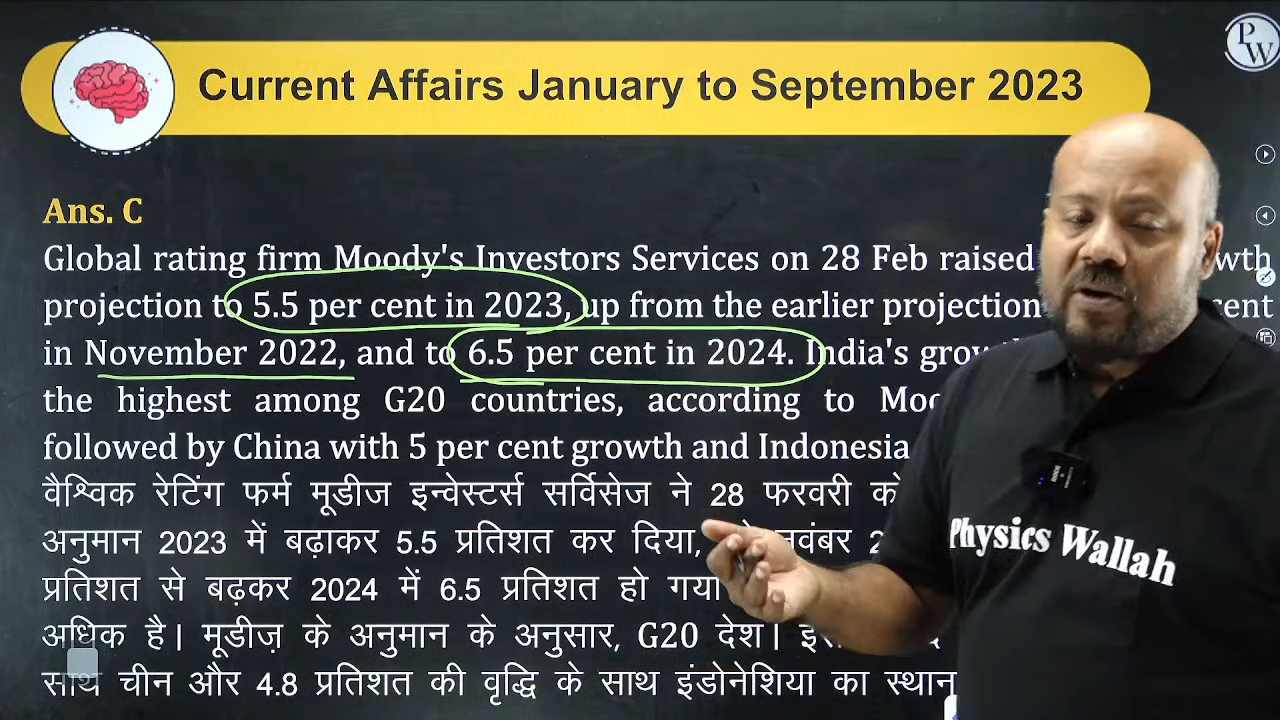 PW
Current Affairs January to September 2023
Ans. C
Global rating firm Moody's Investors Services on 28 Feb raised
projection to 5.5 per cent in 2023, up from the earlier projection cent
in November 2022, and to 6.5 per cent in 2024. India's
the highest among G20 countries, according to
followed by China with 5 per cent growth and Indonesia
वैश्विक रेटिंग फर्म मूडीज इन्वेस्टर्स सर्विसेज ने 28 फरवरी को
अनुमान 2023 में बढ़ाकर 5.5 प्रतिशत कर दिया,
प्रतिशत से बढ़कर 2024 में 6.5 प्रतिशत हो गया
अधिक है। मूडीज़ के अनुमान के अनुसार, G20 देश।
साथ चीन और 4.8 प्रतिशत की वृद्धि के साथ इंडोनेशिया का स्थान
Physics Wallah